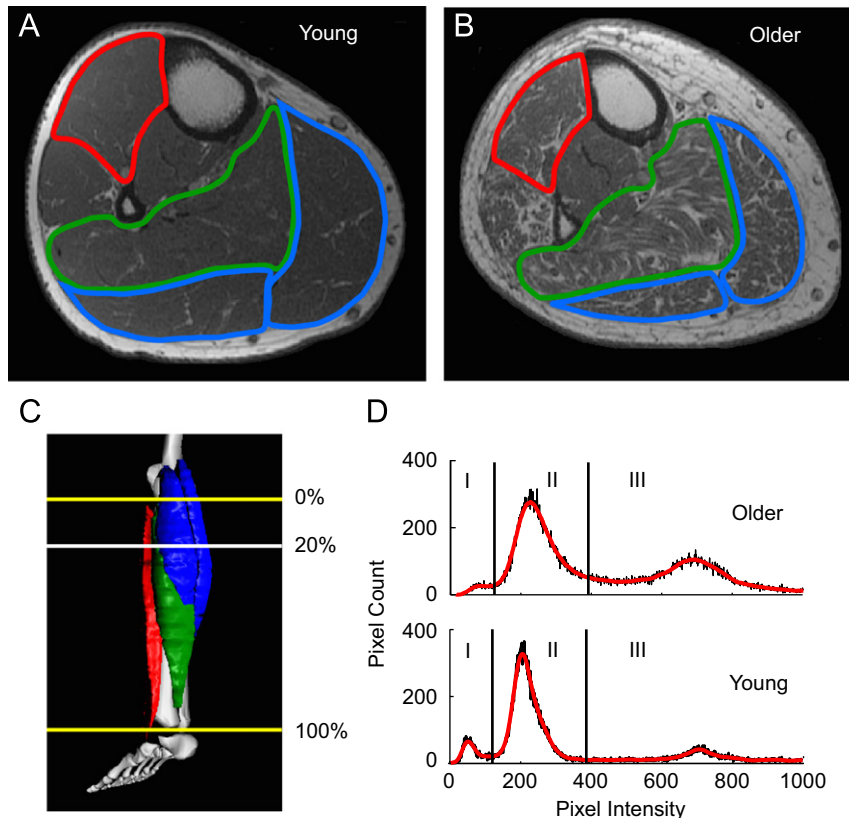 A
Young
B
Older
C
0%
20%
100%
D
Pixel Count
400
200
0
I
II
III
Older
400
200
0
I
II
III
Young
0 200 400 600 800 1000
Pixel Intensity